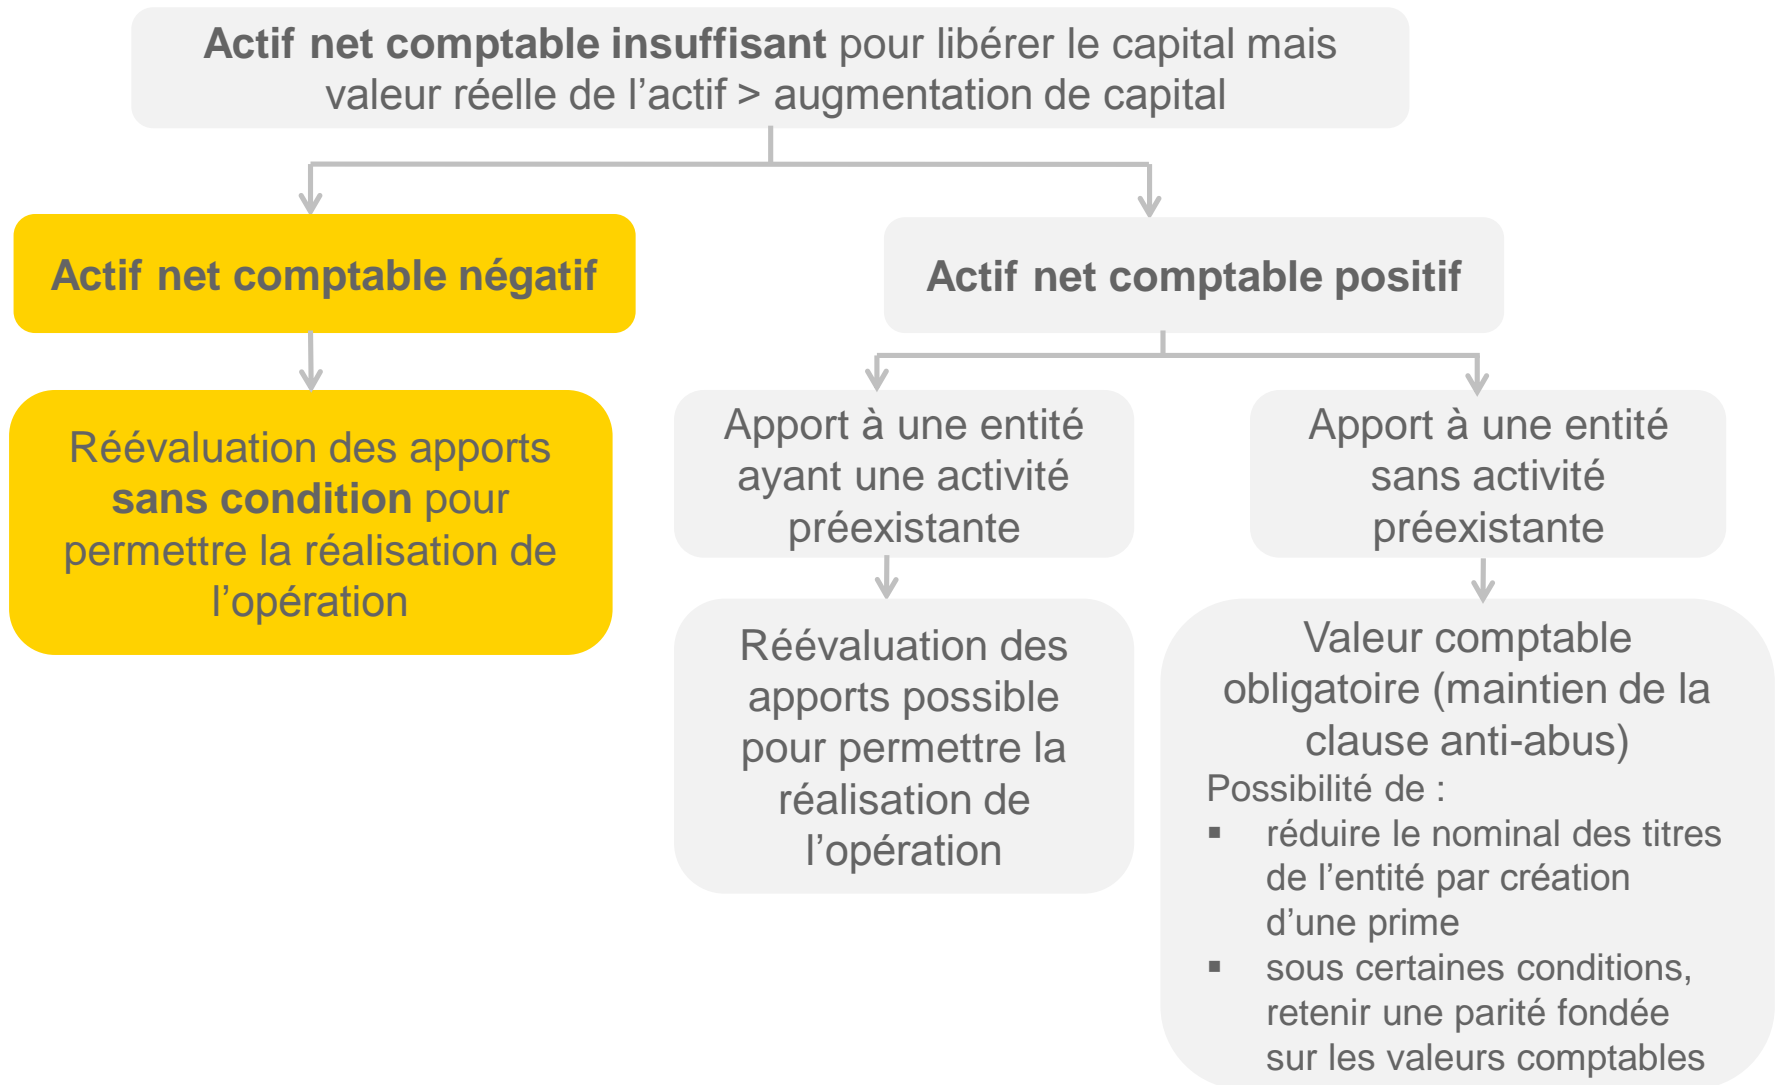 Actif net comptable insuffisant pour libérer le capital mais
valeur réelle de l’actif > augmentation de capital
Actif net comptable négatif
Actif net comptable positif
Réévaluation des apports
sans condition pour
permettre la réalisation de
l’opération
Apport à une entité
ayant une activité
préexistante
Apport à une entité
sans activité
préexistante
Réévaluation des
apports possible
pour permettre la
réalisation de
l’opération
Valeur comptable
obligatoire (maintien de la
clause anti-abus)
Possibilité de :
▪ réduire le nominal des titres
de l’entité par création
d’une prime
▪ sous certaines conditions,
retenir une parité fondée
sur les valeurs comptables